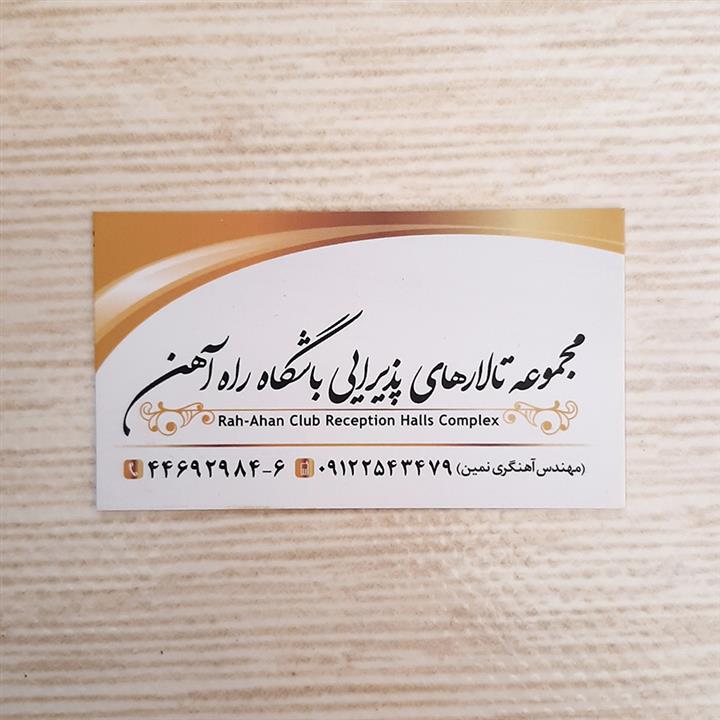 مجموعه تالارهای پذیرایی باشگاه راه آهن
Rah-Ahan Club Reception Halls Complex
(مهندس آهنگری نمین) ۰۹۱۲۲۵۴۳۴۷۹ ۴۴۶۹۲۹۸۴-۶